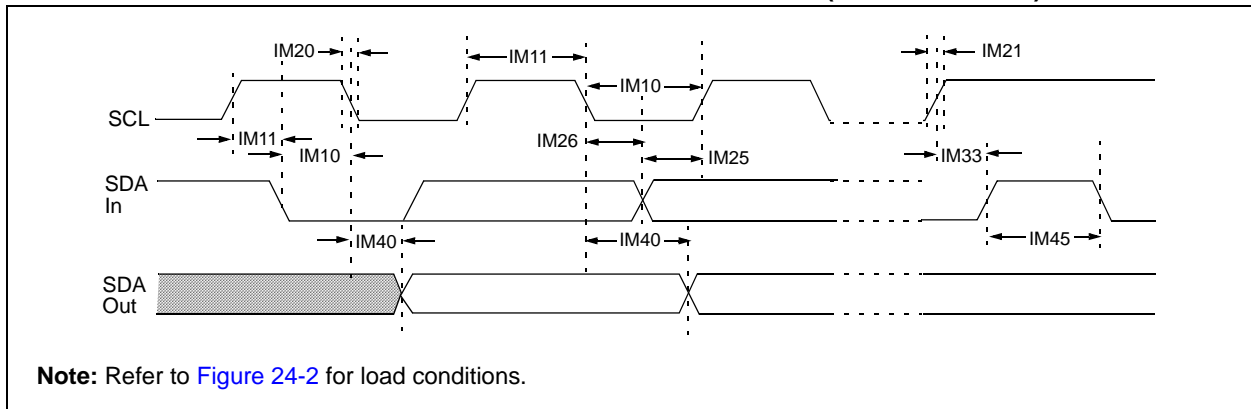 IM20
IM11
IM21
IM10
SCL
IM11
IM26
IM10
IM25
IM33
SDA
In
IM40
IM40
IM45
SDA
Out
Note: Refer to Figure 24-2 for load conditions.